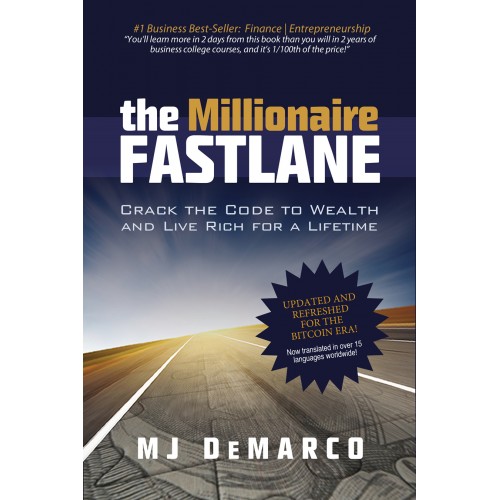 #1 Business Best-Seller: Finance | Entrepreneurship
“You'll learn more in 2 days from this book than you will in 2 years of
business college courses, and it's 1/100th of the price!”
the Millionaire
FASTLANE
CRACK THE CODE TO WEALTH
AND LIVE RICH FOR A LIFETIME
UPDATED AND
REFRESHED
FOR THE
BITCOIN ERA!
Now translated in over 15
languages worldwide!
MJ DEMARCO